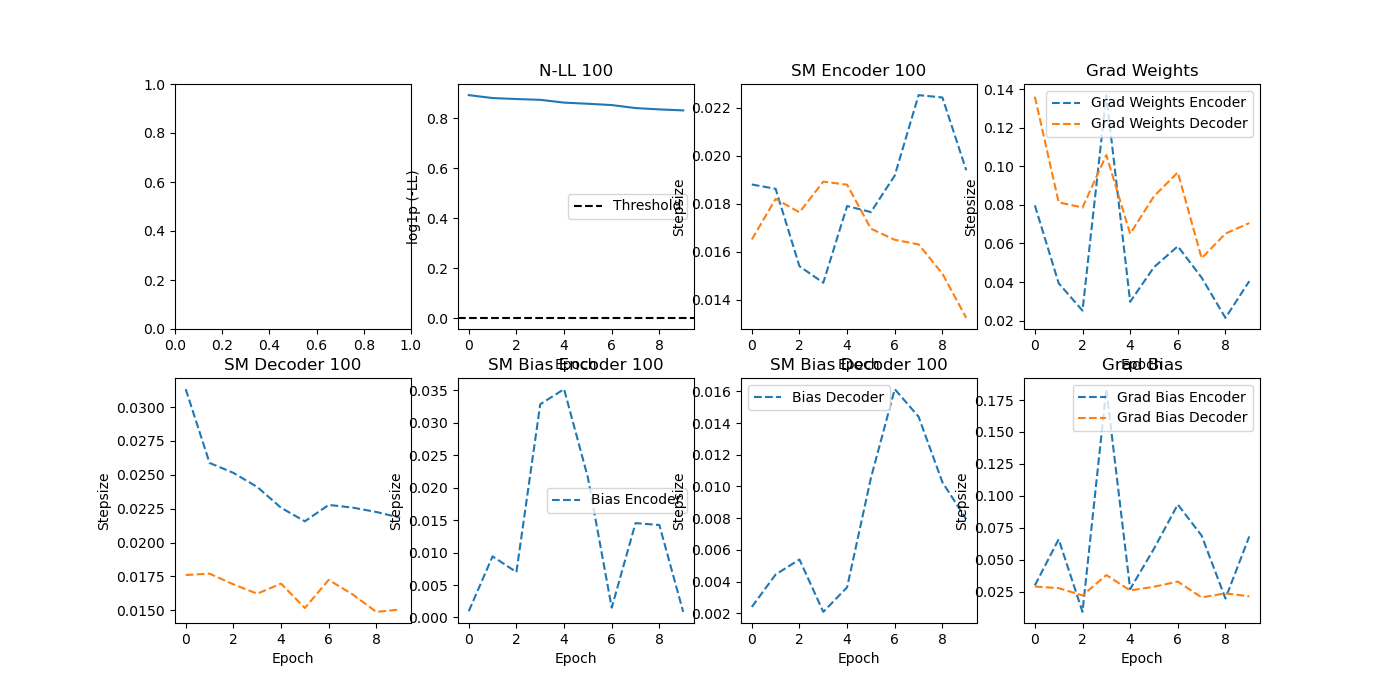 N-LL 100
SM Encoder 100
Grad Weights
1.0
0.8
0.6
0.4
0.2
0.0
0.0 0.2 0.4 0.6 0.8 1.0
log1p (-LL)
0.8
0.6
0.4
0.2
0.0
Threshold
0 2 4 6 8
Epoch
Stepsize
0.022
0.020
0.018
0.016
0.014
0 2 4 6 8
Epoch
Stepsize
0.14
0.12
0.10
0.08
0.06
0.04
0.02
Grad Weights Encoder
Grad Weights Decoder
0 2 4 6 8
Epoch
SM Decoder 100
SM Bias Encoder 100
SM Bias Decoder 100
Grad Bias
Stepsize
0.0300
0.0275
0.0250
0.0225
0.0200
0.0175
0.0150
0 2 4 6 8
Epoch
Stepsize
0.035
0.030
0.025
0.020
0.015
0.010
0.005
0.000
Bias Encoder
0 2 4 6 8
Epoch
Stepsize
0.016
0.014
0.012
0.010
0.008
0.006
0.004
0.002
Bias Decoder
0 2 4 6 8
Epoch
Stepsize
0.175
0.150
0.125
0.100
0.075
0.050
0.025
Grad Bias Encoder
Grad Bias Decoder
0 2 4 6 8
Epoch